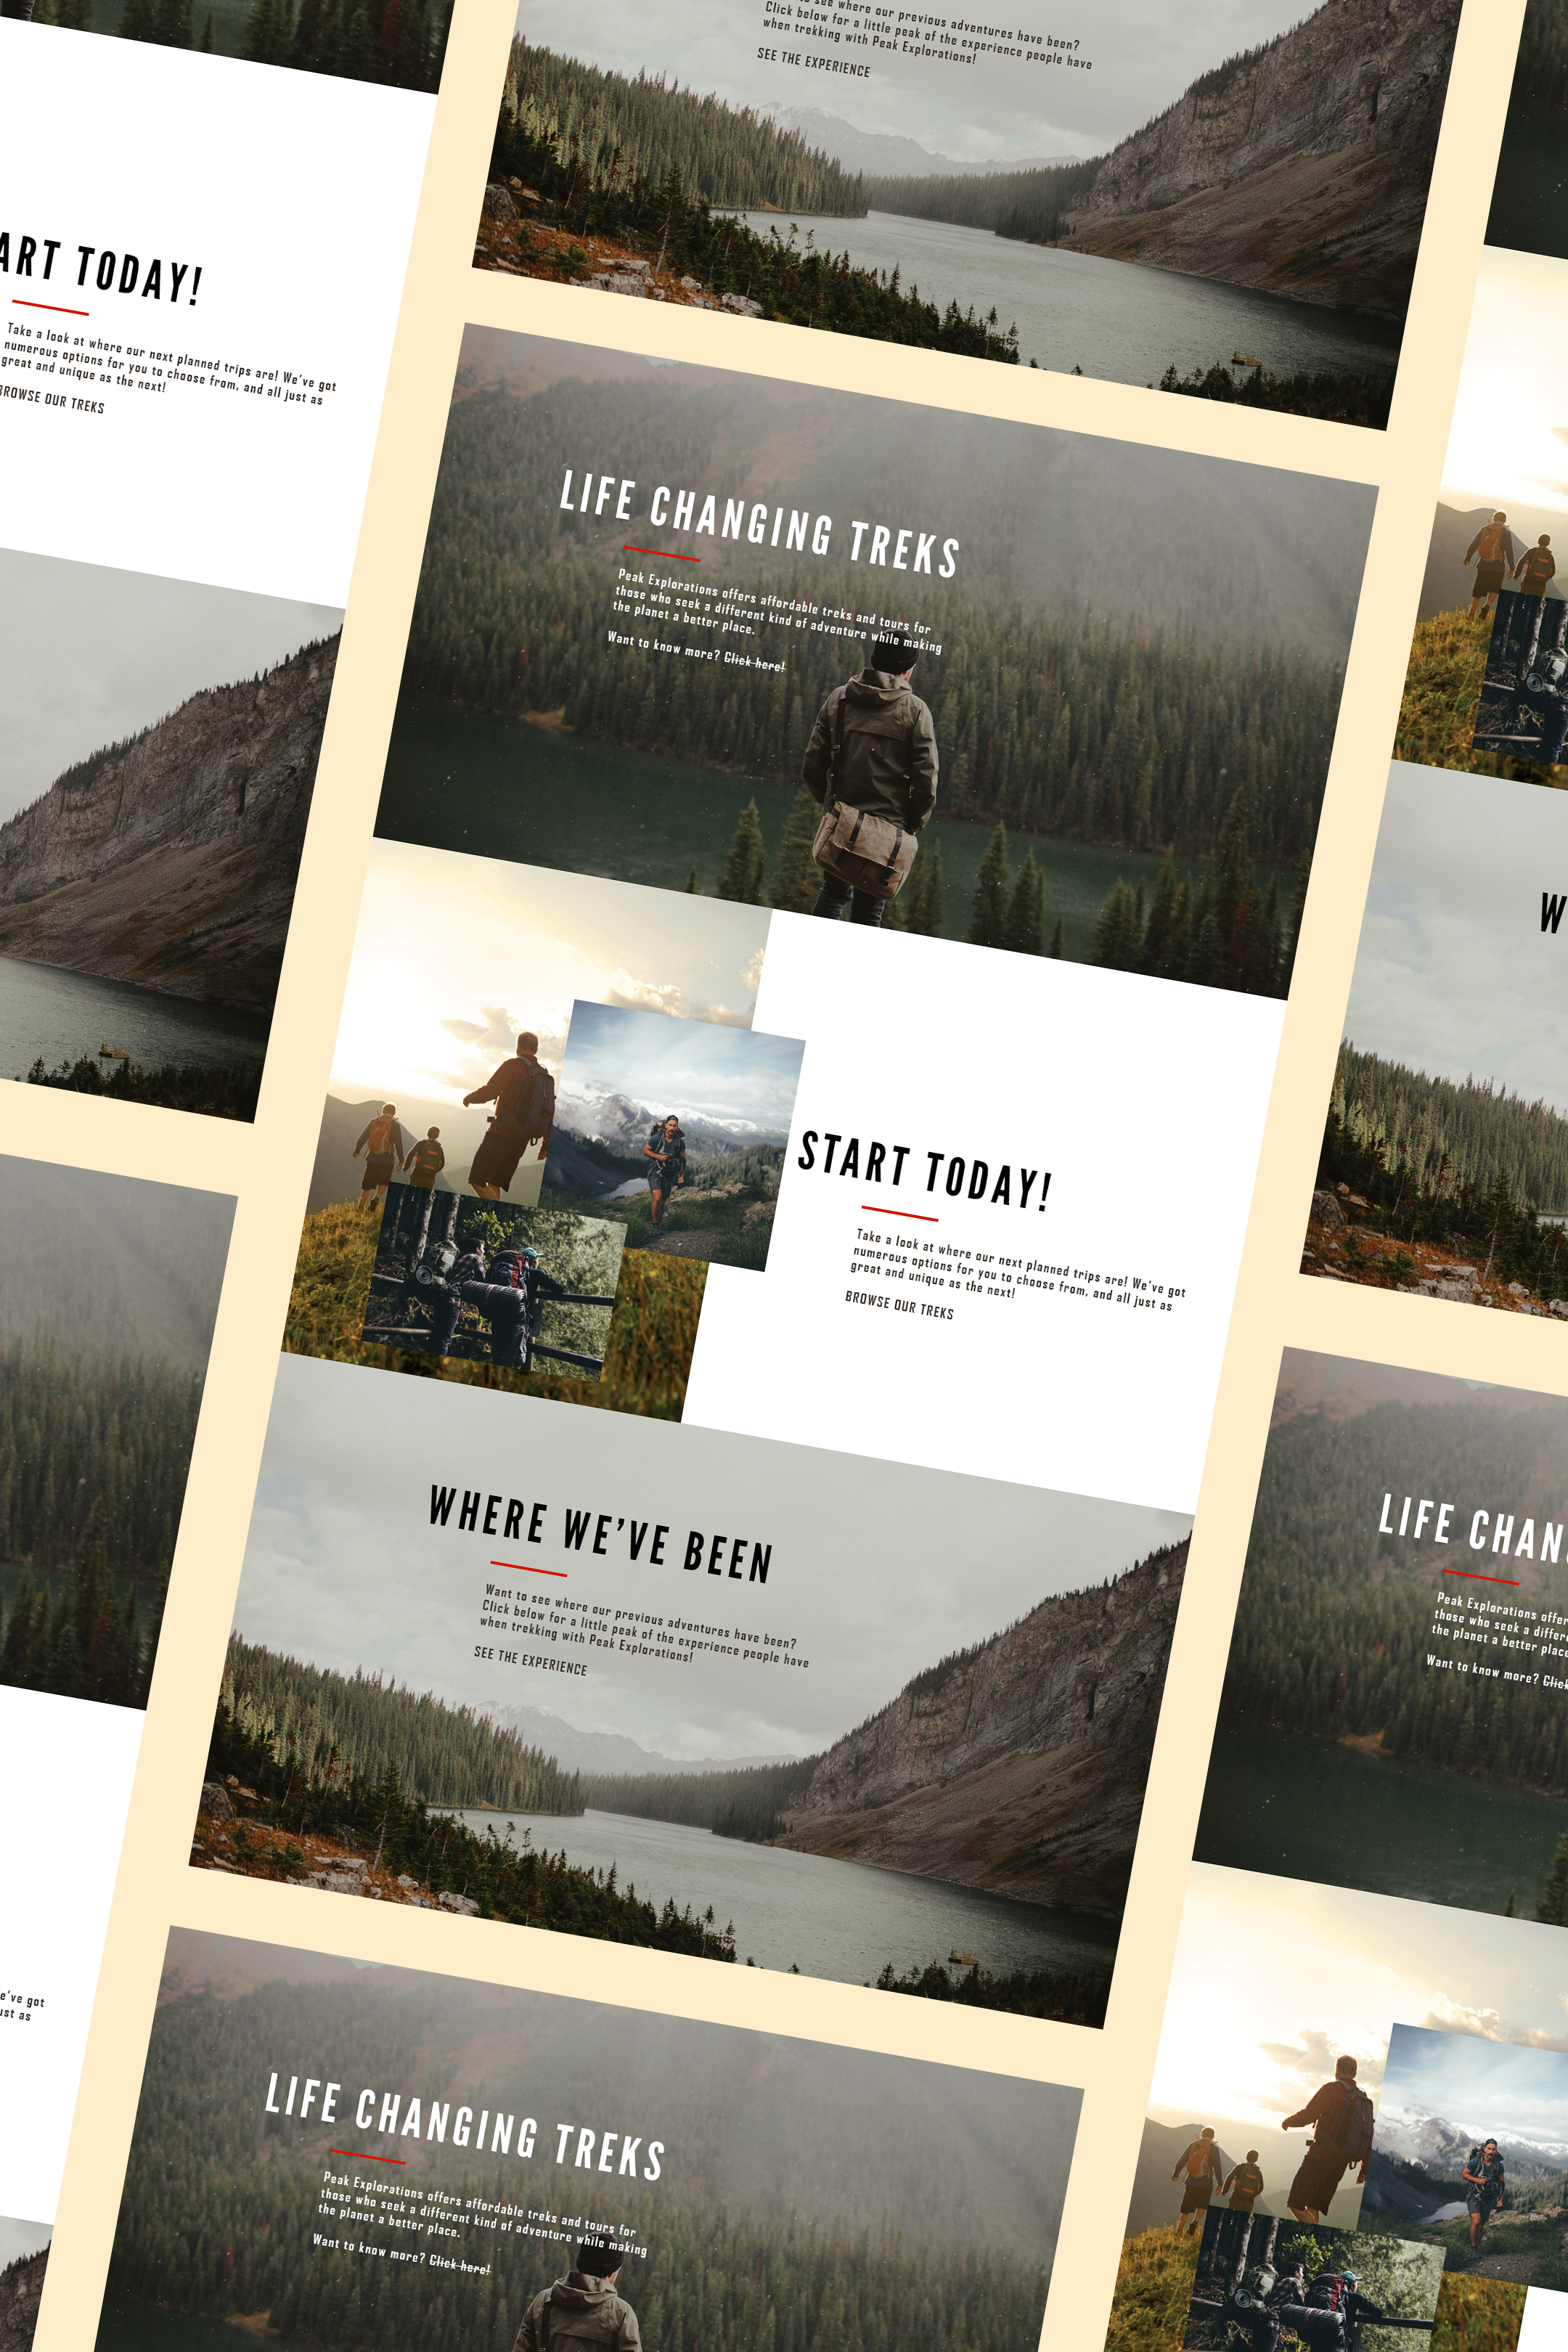 to see where our previous adventures have been?
Click below for a little peak of the experience people have
when trekking with Peak Explorations!
SEE THE EXPERIENCE
ART TODAY!
Take a look at where our next planned trips are! We've got
numerous options for you to choose from, and all just as
great and unique as the next!
BROWSE OUR TREKS
LIFE CHANGING TREKS
Peak Explorations offers affordable treks and tours for
those who seek a different kind of adventure while making
the planet a better place.
Want to know more? Click here!
W
START TODAY!
Take a look at where our next planned trips are! We've got
numerous options for you to choose from, and all just as
great and unique as the next!
BROWSE OUR TREKS
WHERE WE'VE BEEN
Want to see where our previous adventures have been?
Click below for a little peak of the experience people have
when trekking with Peak Explorations!
SEE THE EXPERIENCE
LIFE CHAN
Peak Explorations offer
those who seek a differ
the planet a better place
Want to know more? Click
e've got
ust as
LIFE CHANGING TREKS
Peak Explorations offers affordable treks and tours for
those who seek a different kind of adventure while making
the planet a better place.
Want to know more? Click here!